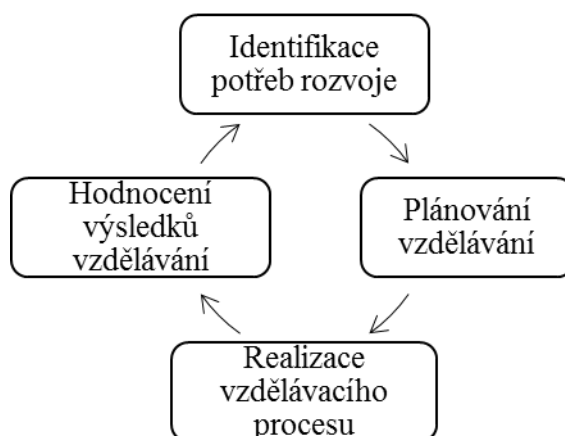 Identifikace
potřeb rozvoje
Hodnocení
výsledků
vzdělávání
Plánování
vzdělávání
Realizace
vzdělávacího
procesu